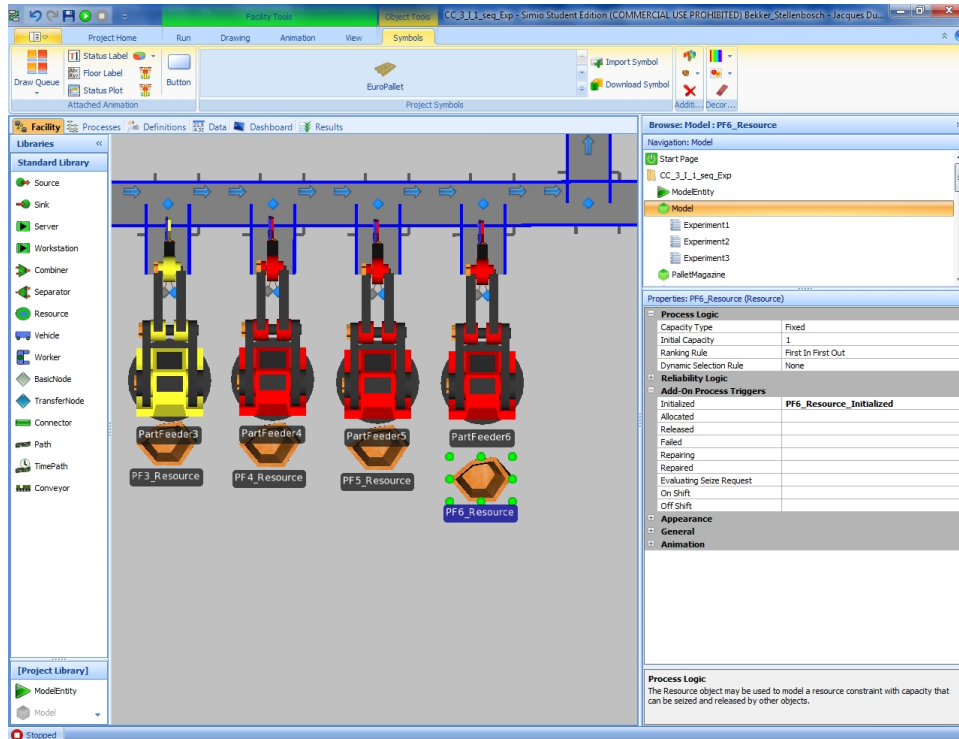 Facility Tools
Object Tools
CC_3_I_1_seq_Exp - Simio Student Edition (COMMERCIAL USE PROHIBITED) Bekker_Stellenbosch - Jacques Du...
Project Home
Run
Drawing
Animation
View
Symbols
Draw Queue
Status Label
Floor Label
Status Plot
Button
EuroPallet
Import Symbol
Download Symbol
Attached Animation
Project Symbols
Additi...
Decor...
Facility
Processes
Definitions
Data
Dashboard
Results
Libraries
Standard Library
Source
Sink
Server
Workstation
Combiner
Separator
Resource
Vehicle
Worker
BasicNode
TransferNode
Connector
Path
TimePath
Conveyor
[Project Library]
ModelEntity
Model
PartFeeder3
PartFeeder4
PartFeeder5
PartFeeder6
PF3_Resource
PF4_Resource
PF5_Resource
PF6_Resource
Browse: Model : PF6_Resource
Navigation: Model
Start Page
CC_3_I_1_seq_Exp
ModelEntity
Model
Experiment1
Experiment2
Experiment3
PalletMagazine
Properties: PF6_Resource (Resource)
Process Logic
Capacity Type Fixed
Initial Capacity 1
Ranking Rule First In First Out
Dynamic Selection Rule None
Reliability Logic
Add-On Process Triggers
Initialized PF6_Resource_Initialized
Allocated
Released
Failed
Repairing
Repaired
Evaluating Seize Request
On Shift
Off Shift
Appearance
General
Animation
Process Logic
The Resource object may be used to model a resource constraint with capacity that
can be seized and released by other objects.
Stopped